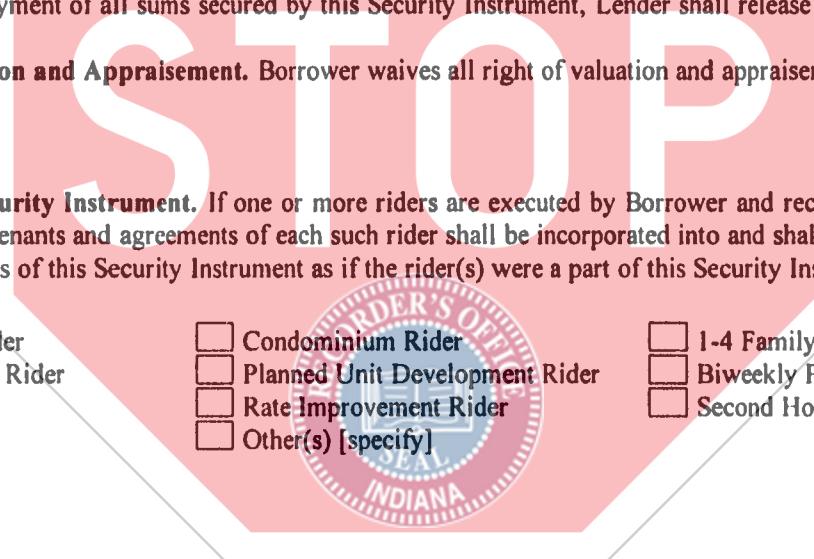 STOP
yment of all sums secured by this Security Instrument, Lender shall release
on and Appraisement. Borrower waives all right of valuation and appraise
urity Instrument. If one or more riders are executed by Borrower and rec
enants and agreements of each such rider shall be incorporated into and shal
s of this Security Instrument as if the rider(s) were a part of this Security Ins
der □ Condominium Rider □ 1-4 Family
Rider □ Planned Unit Development Rider □ Biweekly P
□ Rate Improvement Rider □ Second Ho
□ Other(s) [specify]
RECORDER'S OFFICE
SEAL
INDIANA